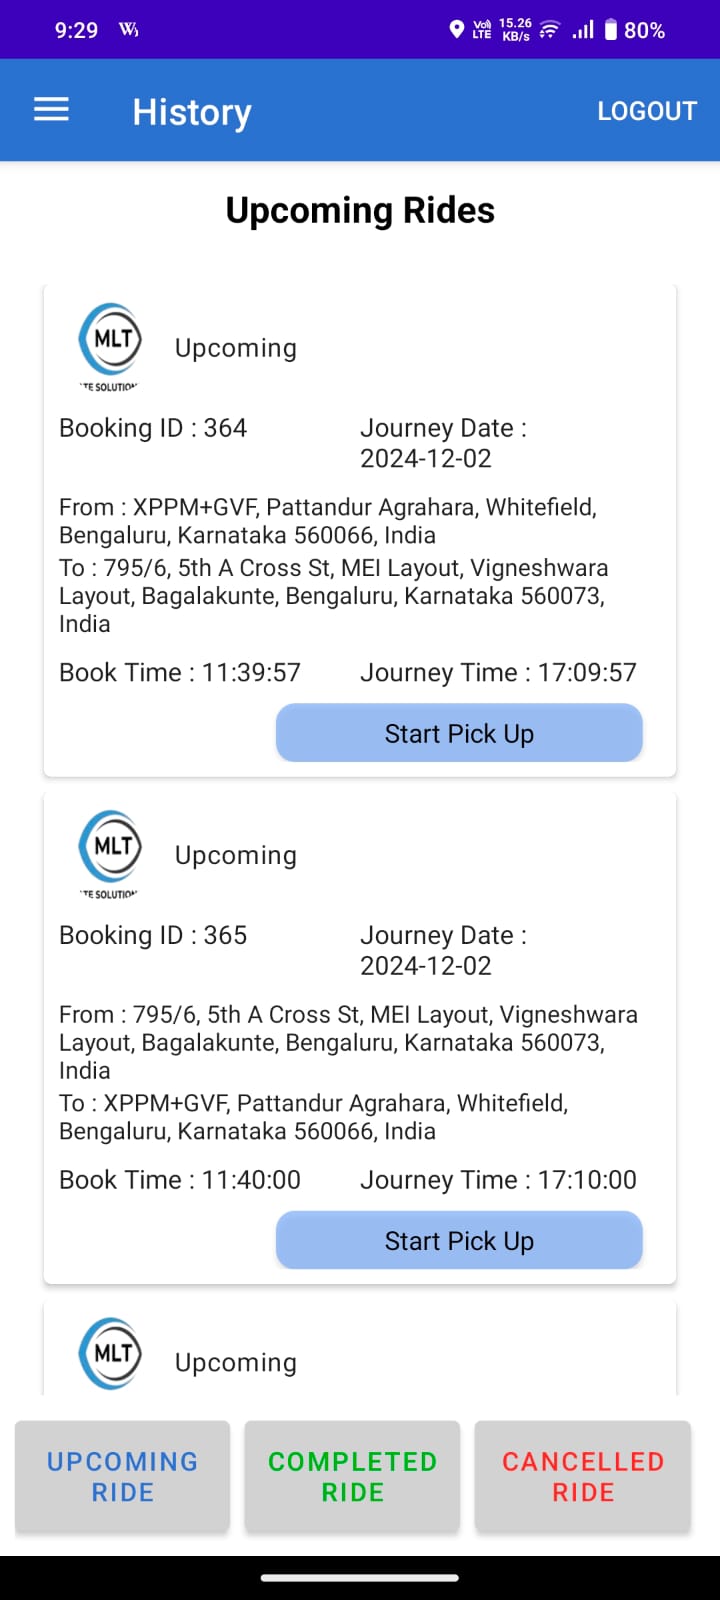 9:29
Vo) LTE 15.26 KB/s 80%
History LOGOUT
Upcoming Rides
MLT
TE SOLUTION
Upcoming
Booking ID : 364 Journey Date :
2024-12-02
From : XPPM+GVF, Pattandur Agrahara, Whitefield,
Bengaluru, Karnataka 560066, India
To : 795/6, 5th A Cross St, MEI Layout, Vigneshwara
Layout, Bagalakunte, Bengaluru, Karnataka 560073,
India
Book Time : 11:39:57 Journey Time : 17:09:57
Start Pick Up
MLT
TE SOLUTION
Upcoming
Booking ID : 365 Journey Date :
2024-12-02
From : 795/6, 5th A Cross St, MEI Layout, Vigneshwara
Layout, Bagalakunte, Bengaluru, Karnataka 560073,
India
To : XPPM+GVF, Pattandur Agrahara, Whitefield,
Bengaluru, Karnataka 560066, India
Book Time : 11:40:00 Journey Time : 17:10:00
Start Pick Up
MLT
Upcoming
UPCOMING
RIDE
COMPLETED
RIDE
CANCELLED
RIDE